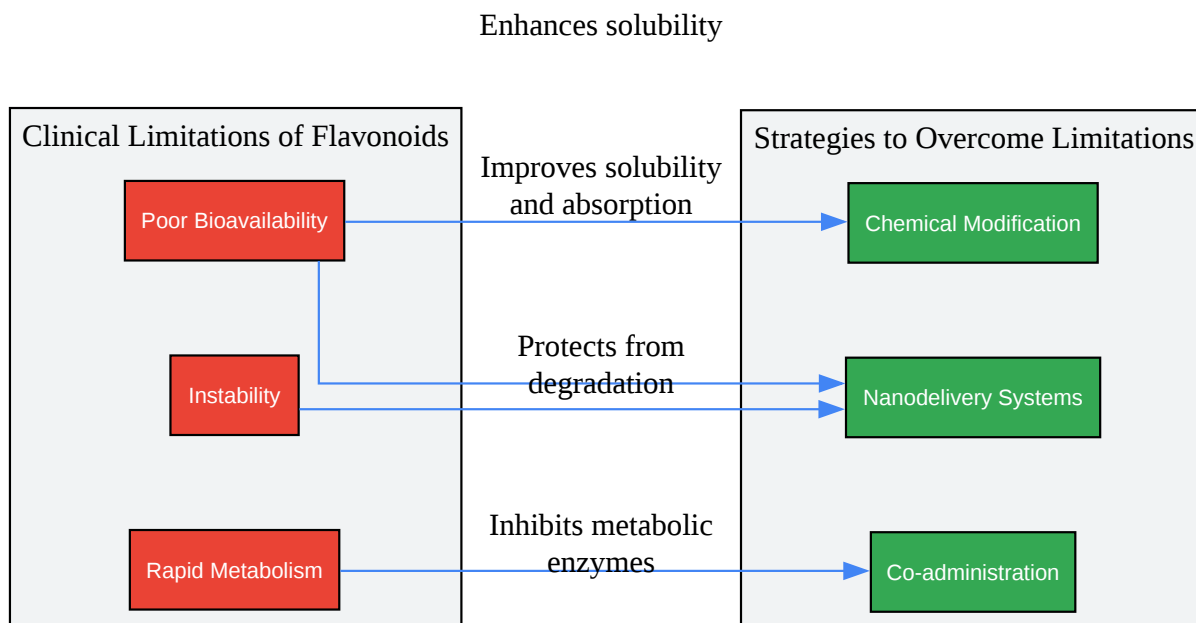 Enhances solubility
Clinical Limitations of Flavonoids
Strategies to Overcome Limitations
Improves solubility
and absorption
Poor Bioavailability
Chemical Modification
Protects from
degradation
Instability
Nanodelivery Systems
Inhibits metabolic
enzymes
Rapid Metabolism
Co-administration